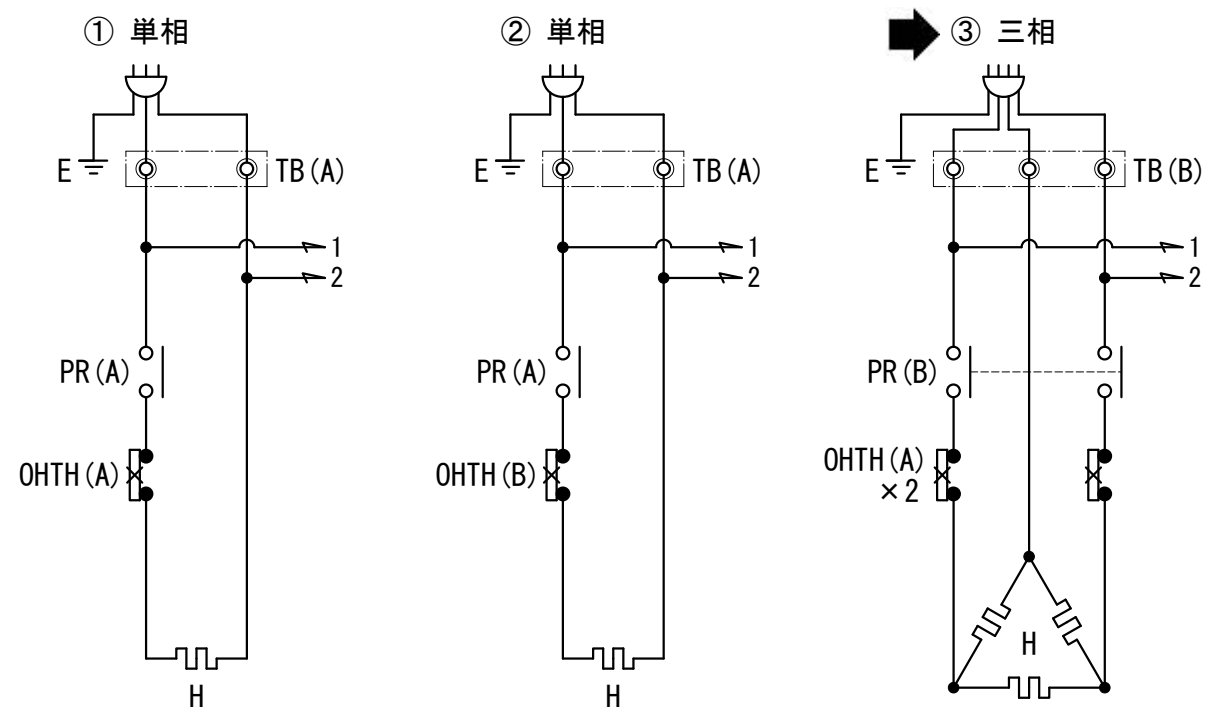 ① 単相
E
TB(A)
1
2
PR(A)
OHTH(A)
H
② 単相
E
TB(A)
1
2
PR(A)
OHTH(B)
H
③ 三相
E
TB(B)
1
2
PR(B)
OHTH(A)
×2
H